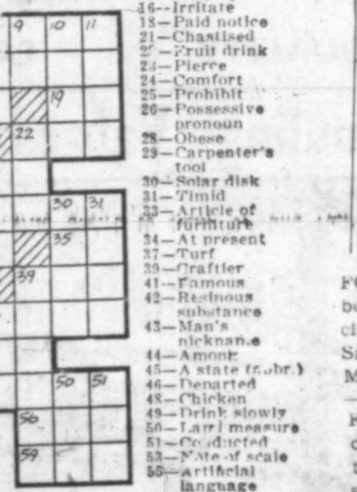 9 10 11
19
22
30 31
35
39
50 51
56
59
16--Irritate
18—Paid notice
21—Chastised
22—Fruit drink
23—Pierce
24—Comfort
25—Prohibit
26—Possessive
pronoun
28—Obese
29—Carpenter's
tool
30—Solar disk
31—Timid
33—Article of
furniture
34—At present
37—Turf
39—Craftier
41—Famous
42—Resinous
substance
43—Man's
nickname
44—Among
45—A state (abbr.)
46—Departed
48—Chicken
49—Drink slowly
50—Land measure
51—Conducted
53—Note of scale
55—Artificial
language